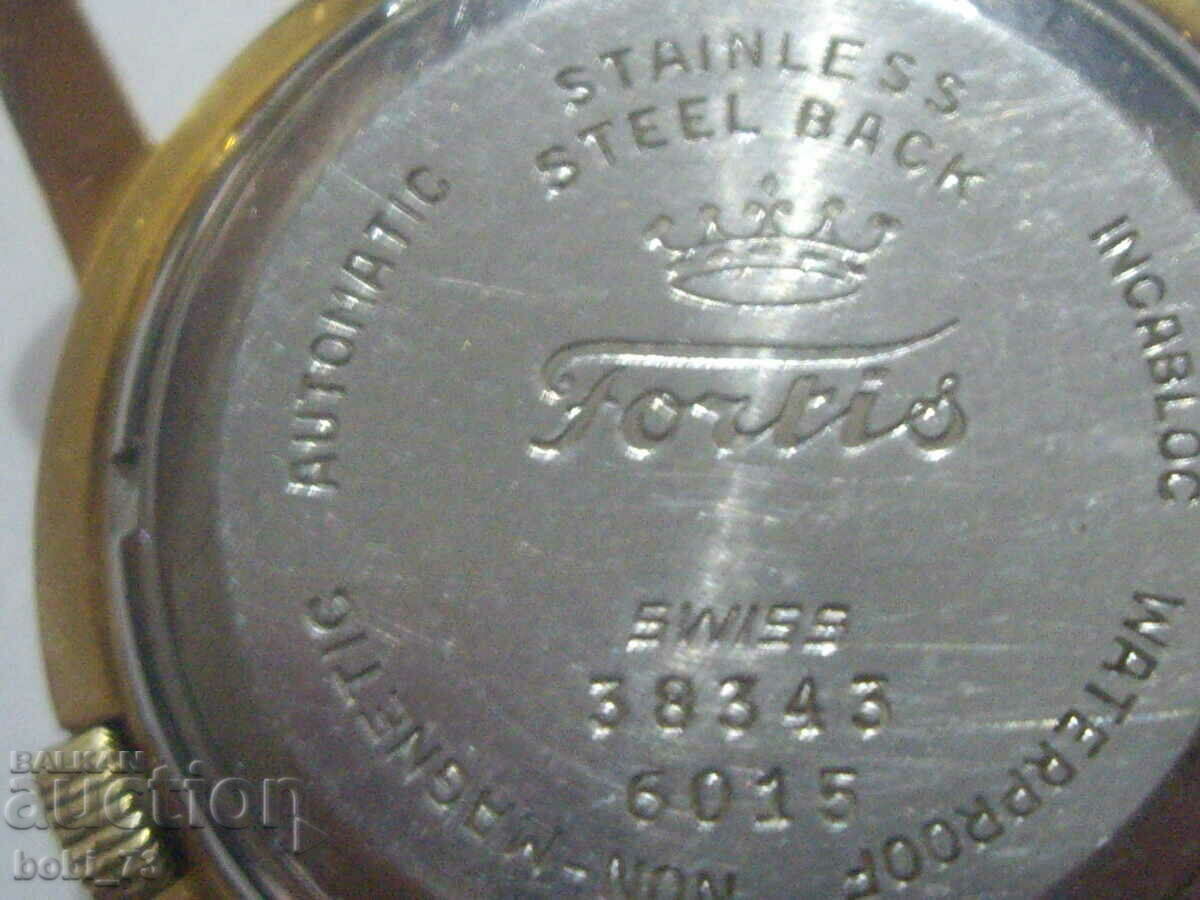 STAINLESS
STEEL BACK
AUTOMATIC
INCABLOC
Fortis
SWISS
38343
6015
NON-MAGNETIC
WATERPROOF
BALKAN
auction
bobi_73